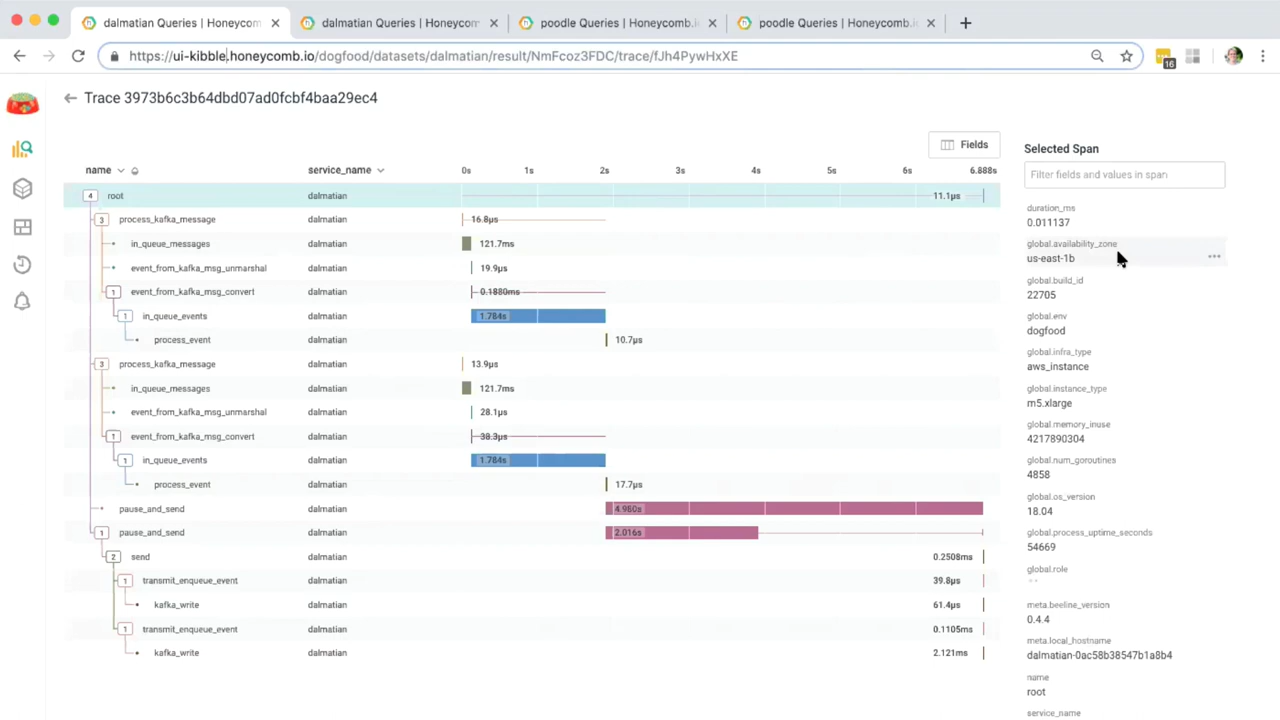 dalmatian Queries | Honeycomb
dalmatian Queries | Honeycom
poodle Queries | Honeycomb.
poodle Queries | Honeycomb.
https://ui-kibble.honeycomb.io/dogfood/datasets/dalmatian/result/NmFcoz3FDC/trace/fJh4PywHxXE
16
Trace 3973b6c3b64dbd07ad0fcbf4baa29ec4
Fields
name service_name 0s 1s 2s 3s 4s 5s 6s 6.888s
4 root dalmatian 11.1μs
3 process_kafka_message dalmatian 16.8μs
in_queue_messages dalmatian 121.7ms
event_from_kafka_msg_unmarshal dalmatian 19.9μs
1 event_from_kafka_msg_convert dalmatian 0.1880ms
1 in_queue_events dalmatian 1.784s
process_event dalmatian 10.7μs
3 process_kafka_message dalmatian 13.9μs
in_queue_messages dalmatian 121.7ms
event_from_kafka_msg_unmarshal dalmatian 28.1μs
1 event_from_kafka_msg_convert dalmatian 38.3μs
1 in_queue_events dalmatian 1.784s
process_event dalmatian 17.7μs
pause_and_send dalmatian 4.980s
1 pause_and_send dalmatian 2.016s
2 send dalmatian 0.2508ms
1 transmit_enqueue_event dalmatian 39.8μs
kafka_write dalmatian 61.4μs
1 transmit_enqueue_event dalmatian 0.1105ms
kafka_write dalmatian 2.121ms
Selected Span
Filter fields and values in span
duration_ms
0.011137
global.availability_zone
us-east-1b
global.build_id
22705
global.env
dogfood
global.infra_type
aws_instance
global.instance_type
m5.xlarge
global.memory_inuse
4217890304
global.num_goroutines
4858
global.os_version
18.04
global.process_uptime_seconds
54669
global.role
""
meta.beeline_version
0.4.4
meta.local_hostname
dalmatian-0ac58b38547b1a8b4
name
root
service_name